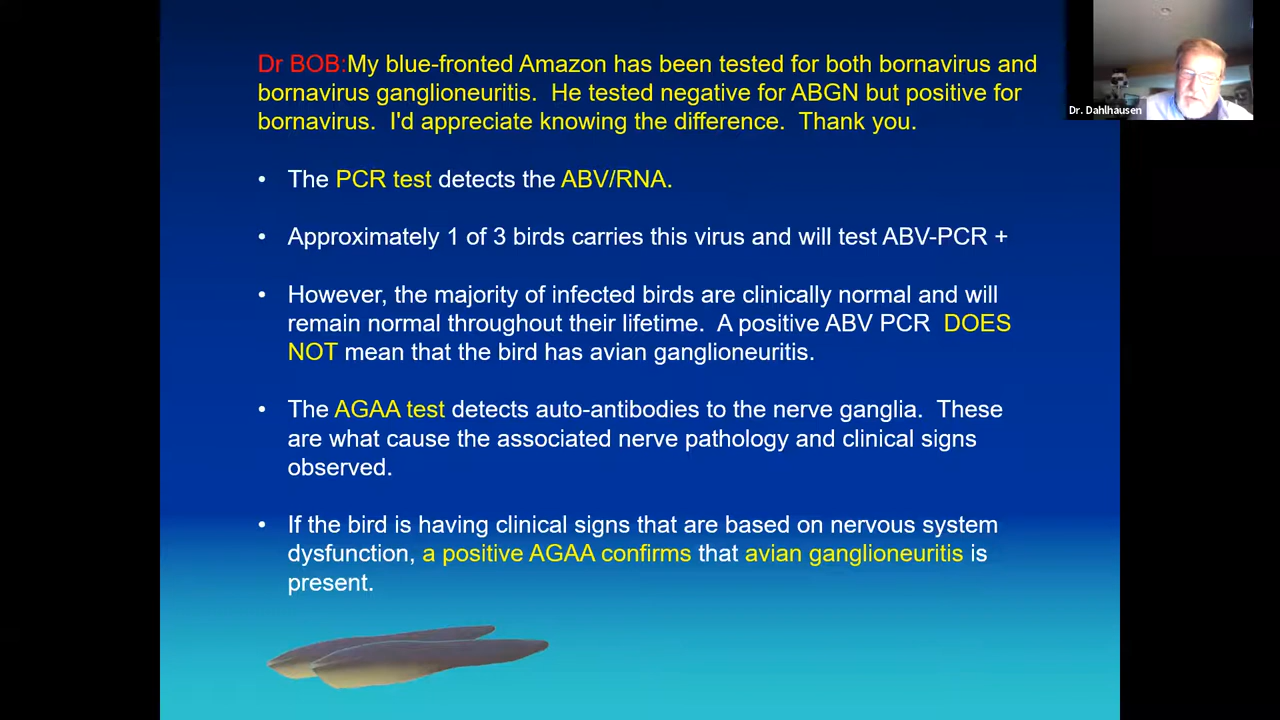 Dr BOB:My blue-fronted Amazon has been tested for both bornavirus and
bornavirus ganglioneuritis.  He tested negative for ABGN but positive for
bornavirus.  I'd appreciate knowing the difference.  Thank you.
Dr. Dahlhausen
• The PCR test detects the ABV/RNA.
• Approximately 1 of 3 birds carries this virus and will test ABV-PCR +
• However, the majority of infected birds are clinically normal and will
remain normal throughout their lifetime.  A positive ABV PCR  DOES
NOT mean that the bird has avian ganglioneuritis.
• The AGAA test detects auto-antibodies to the nerve ganglia.  These
are what cause the associated nerve pathology and clinical signs
observed.
• If the bird is having clinical signs that are based on nervous system
dysfunction, a positive AGAA confirms that avian ganglioneuritis is
present.